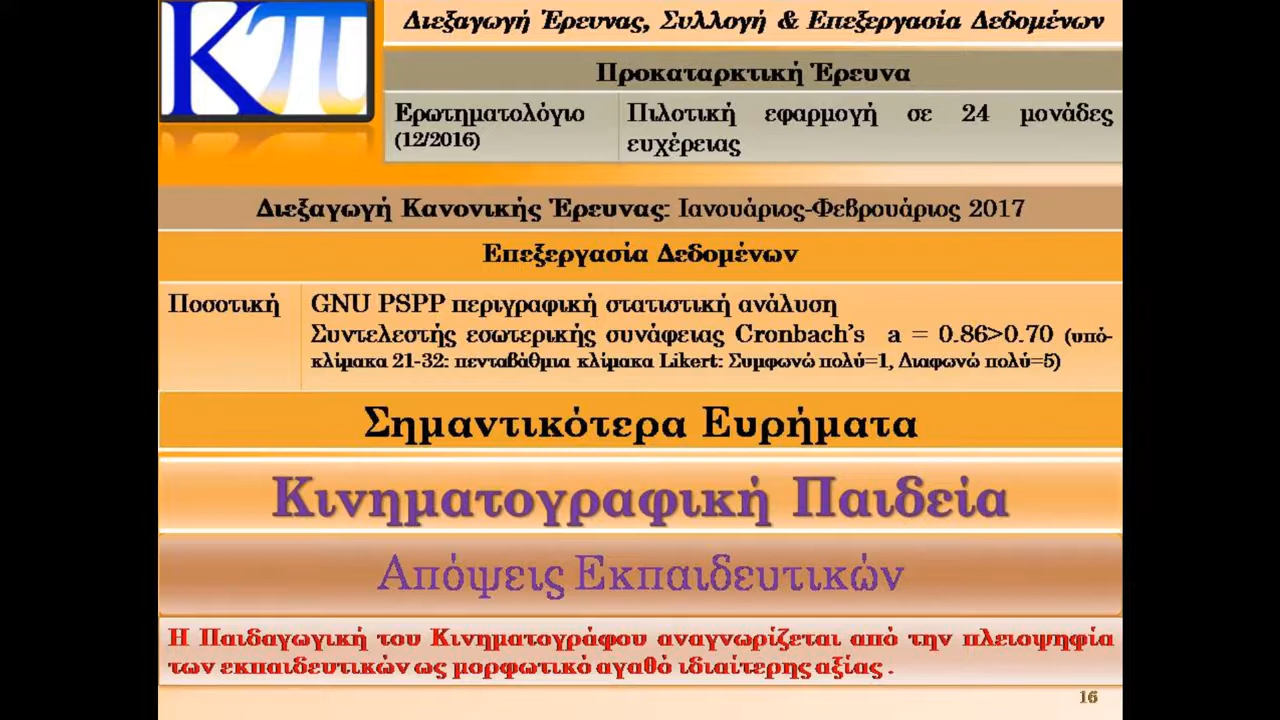 Κπ
Διεξαγωγή Έρευνας, Συλλογή & Επεξεργασία Δεδομένων
Προκαταρκτική Έρευνα
Ερωτηματολόγιο
(12/2016)
Πιλοτική εφαρμογή σε 24 μονάδες
ευχέρειας
Διεξαγωγή Κανονικής Έρευνας: Ιανουάριος-Φεβρουάριος 2017
Επεξεργασία Δεδομένων
Ποσοτική
GNU PSPP περιγραφική στατιστική ανάλυση
Συντελεστής εσωτερικής συνάφειας Cronbach’s a = 0.86>0.70 (υπό-
κλίμακα 21-32: πενταβάθμια κλίμακα Likert: Συμφωνώ πολύ=1, Διαφωνώ πολύ=5)
Σημαντικότερα Ευρήματα
Κινηματογραφική Παιδεία
Απόψεις Εκπαιδευτικών
Η Παιδαγωγική του Κινηματογράφου αναγνωρίζεται από την πλειοψηφία
των εκπαιδευτικών ως μορφωτικό αγαθό ιδιαίτερης αξίας .
16